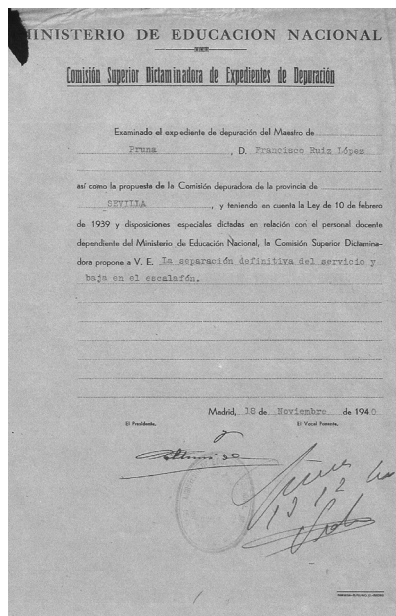 MINISTERIO DE EDUCACION NACIONAL
Comisión Superior Dictaminadora de Expedientes de Depuración
Examinado el expediente de depuración del Maestro de
Pruna, D. Francisco Ruiz López
así como la propuesta de la Comisión depuradora de la provincia de
SEVILLA, y teniendo en cuenta la Ley de 10 de febrero
de 1939 y disposiciones especiales dictadas en relación con el personal docente
dependiente del Ministerio de Educación Nacional, la Comisión Superior Dictamina-
dora propone a V. E. La separación definitiva del servicio y
baja en el escalafón.
Madrid, 18 de Noviembre de 1940
El Presidente. El Vocal Ponente.